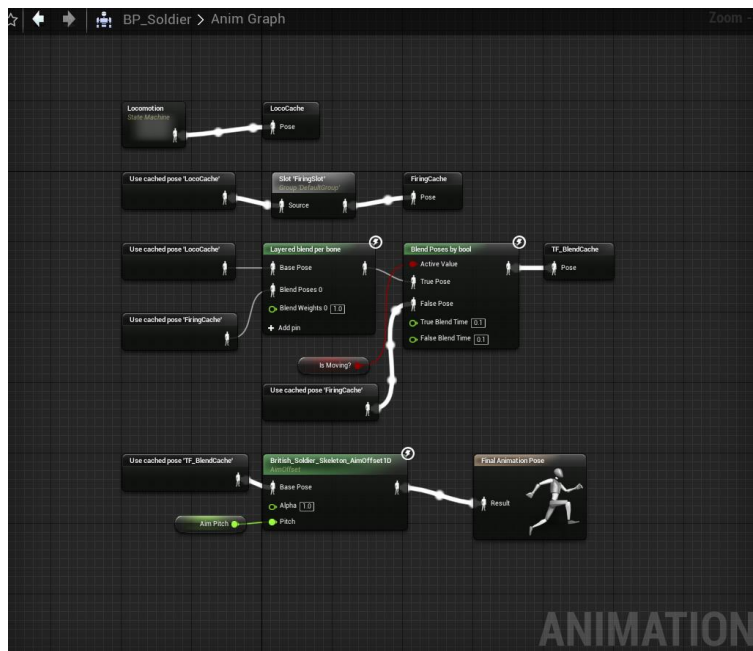 BP_Soldier > Anim Graph
Zoom -
Locomotion
State Machine
LocoCache
Pose
Use cached pose 'LocoCache'
Slot 'FiringSlot'
Group 'DefaultGroup'
Source
FiringCache
Pose
Use cached pose 'LocoCache'
Layered blend per bone
Base Pose
Blend Poses 0
Blend Weights 0 1.0
Add pin
Use cached pose 'FiringCache'
Blend Poses by bool
Active Value
True Pose
False Pose
True Blend Time 0.1
False Blend Time 0.1
TF_BlendCache
Pose
Is Moving?
Use cached pose 'FiringCache'
Use cached pose 'TF_BlendCache'
British_Soldier_Skeleton_AimOffset1D
AimOffset
Base Pose
Alpha 1.0
Pitch
Aim Pitch
Final Animation Pose
Result
ANIMATION